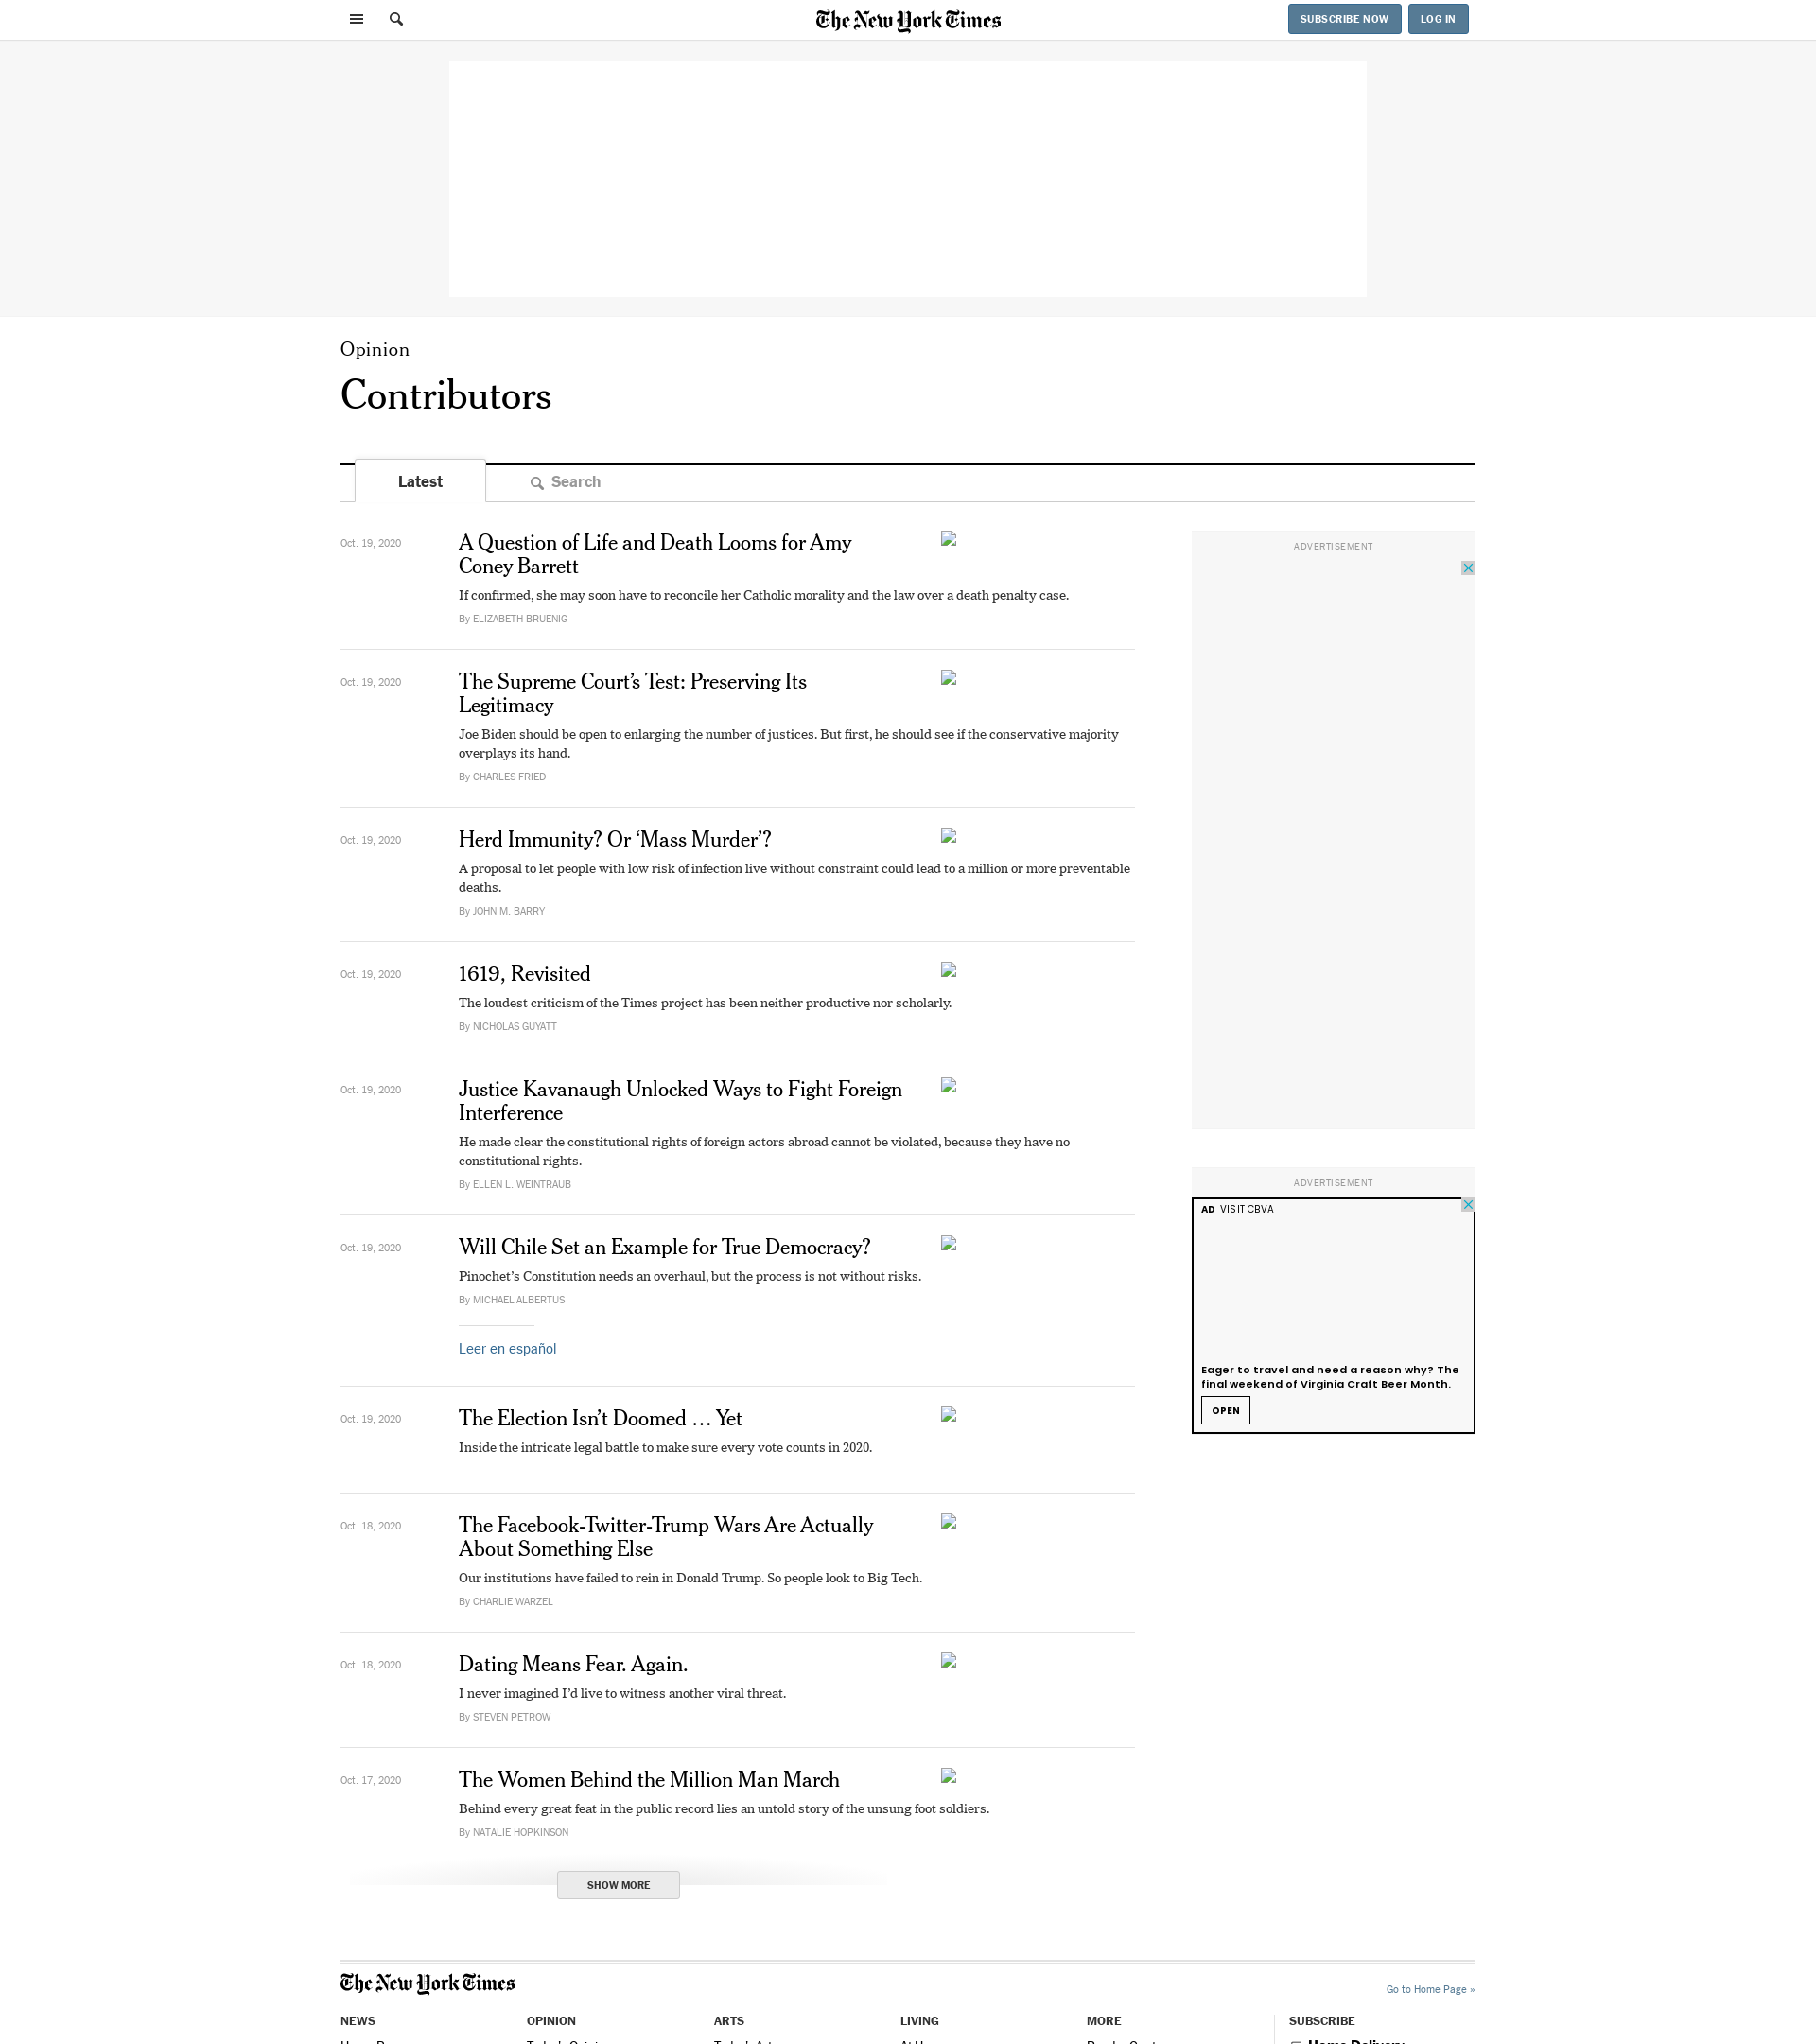 The New York Times
SUBSCRIBE NOW
LOG IN
Opinion
Contributors
Latest
Search
Oct. 19, 2020
A Question of Life and Death Looms for Amy
Coney Barrett
If confirmed, she may soon have to reconcile her Catholic morality and the law over a death penalty case.
By ELIZABETH BRUENIG
Oct. 19, 2020
The Supreme Court’s Test: Preserving Its
Legitimacy
Joe Biden should be open to enlarging the number of justices. But first, he should see if the conservative majority
overplays its hand.
By CHARLES FRIED
Oct. 19, 2020
Herd Immunity? Or ‘Mass Murder’?
A proposal to let people with low risk of infection live without constraint could lead to a million or more preventable
deaths.
By JOHN M. BARRY
Oct. 19, 2020
1619, Revisited
The loudest criticism of the Times project has been neither productive nor scholarly.
By NICHOLAS GUYATT
Oct. 19, 2020
Justice Kavanaugh Unlocked Ways to Fight Foreign
Interference
He made clear the constitutional rights of foreign actors abroad cannot be violated, because they have no
constitutional rights.
By ELLEN L. WEINTRAUB
Oct. 19, 2020
Will Chile Set an Example for True Democracy?
Pinochet’s Constitution needs an overhaul, but the process is not without risks.
By MICHAEL ALBERTUS
Leer en español
Oct. 19, 2020
The Election Isn’t Doomed … Yet
Inside the intricate legal battle to make sure every vote counts in 2020.
Oct. 18, 2020
The Facebook-Twitter-Trump Wars Are Actually
About Something Else
Our institutions have failed to rein in Donald Trump. So people look to Big Tech.
By CHARLIE WARZEL
Oct. 18, 2020
Dating Means Fear. Again.
I never imagined I’d live to witness another viral threat.
By STEVEN PETROW
Oct. 17, 2020
The Women Behind the Million Man March
Behind every great feat in the public record lies an untold story of the unsung foot soldiers.
By NATALIE HOPKINSON
SHOW MORE
ADVERTISEMENT
ADVERTISEMENT
AD VISIT CBVA
Eager to travel and need a reason why? The
final weekend of Virginia Craft Beer Month.
OPEN
The New York Times
Go to Home Page »
NEWS
OPINION
ARTS
LIVING
MORE
SUBSCRIBE